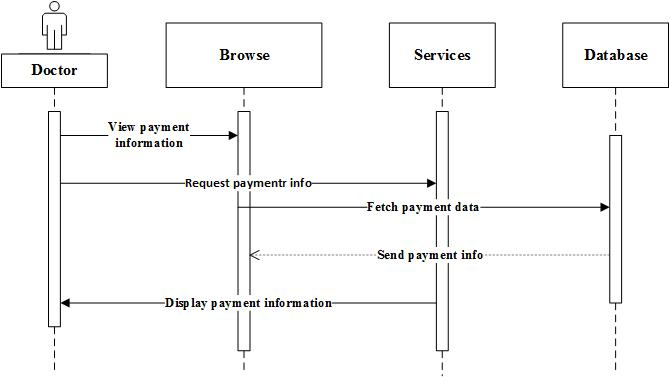 Doctor
Browse
Services
Database
View payment
information
Request paymentr info
Fetch payment data
Send payment info
Display payment information